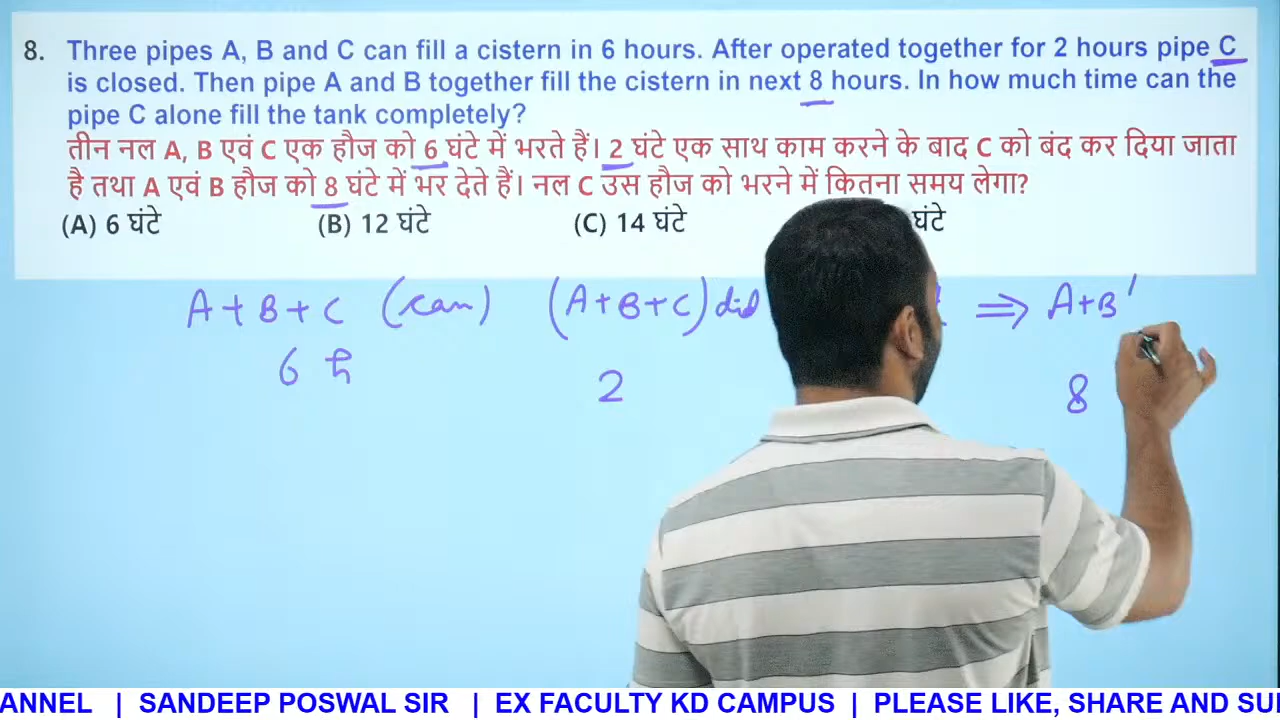 8. Three pipes A, B and C can fill a cistern in 6 hours. After operated together for 2 hours pipe C
is closed. Then pipe A and B together fill the cistern in next 8 hours. In how much time can the
pipe C alone fill the tank completely?
तीन नल A, B एवं C एक हौज को 6 घंटे में भरते हैं। 2 घंटे एक साथ काम करने के बाद C को बंद कर दिया जाता
है तथा A एवं B हौज को 8 घंटे में भर देते हैं। नल C उस हौज को भरने में कितना समय लेगा?
(A) 6 घंटे (B) 12 घंटे (C) 14 घंटे घंटे
A + B + C (can) (A+B+C) did ⇒ A+B'
6 h 2 8
ANNEL | SANDEEP POSWAL SIR | EX FACULTY KD CAMPUS | PLEASE LIKE, SHARE AND